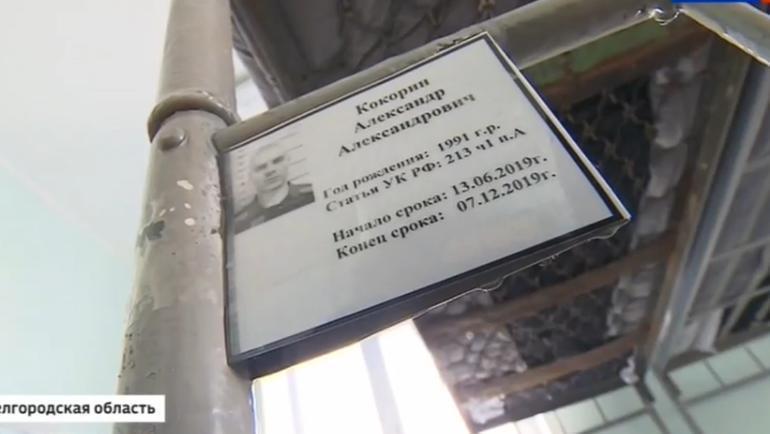 Кокорин
Александр
Александрович
Год рождения: 1991 г.р.
Статья УК РФ: 213 ч1 п.А
Начало срока: 13.06.2019г.
Конец срока: 07.12.2019г.
елгородская область